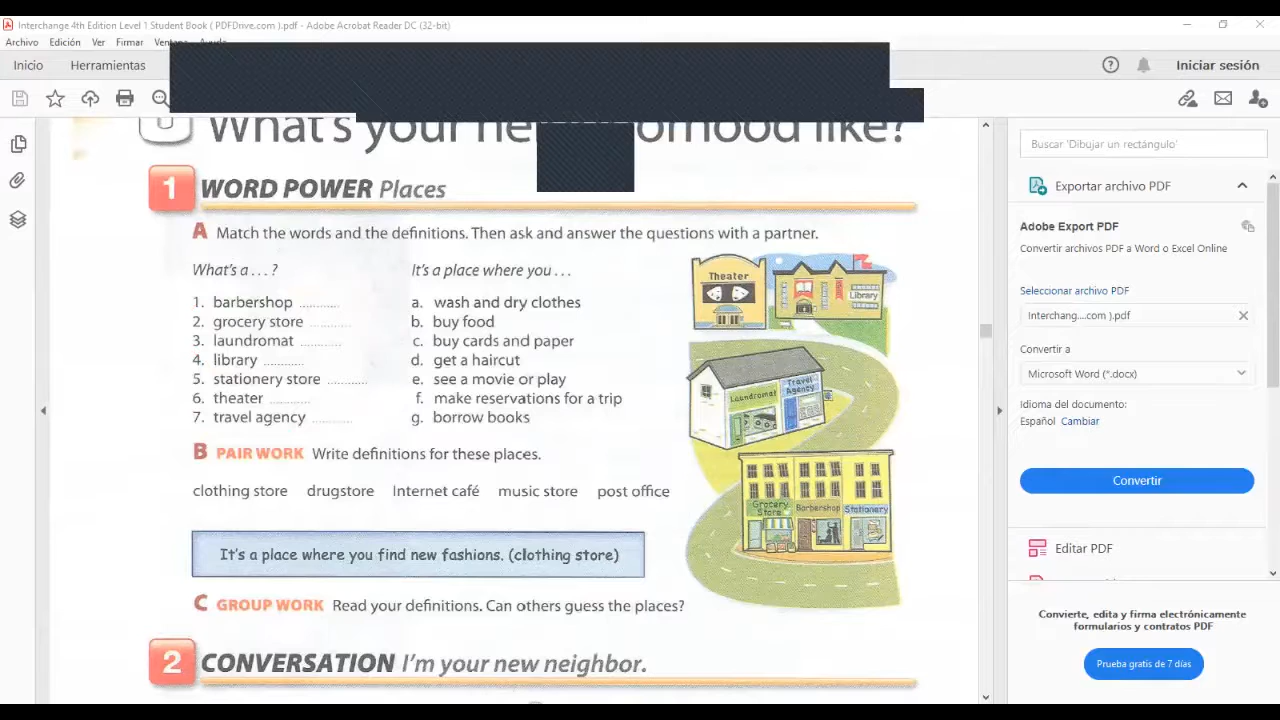 Interchange 4th Edition Level 1 Student Book ( PDFDrive.com ).pdf - Adobe Acrobat Reader DC (32-bit)
Archivo Edición Ver Firmar Ventana Ayuda
Inicio Herramientas Iniciar sesión
What's your
like?
Buscar 'Dibujar un rectángulo'
1 WORD POWER Places
A Match the words and the definitions. Then ask and answer the questions with a partner.
What's a . . . ? It's a place where you . . .
1. barbershop ........... a. wash and dry clothes
2. grocery store ........... b. buy food
3. laundromat ........... c. buy cards and paper
4. library ........... d. get a haircut
5. stationery store ........... e. see a movie or play
6. theater ........... f. make reservations for a trip
7. travel agency ........... g. borrow books
Theater
Library
Laundromat
Travel
Agency
Grocery
Store
Barbershop
Stationery
B PAIR WORK Write definitions for these places.
clothing store drugstore Internet café music store post office
It's a place where you find new fashions. (clothing store)
C GROUP WORK Read your definitions. Can others guess the places?
2 CONVERSATION I'm your new neighbor.
Exportar archivo PDF
Adobe Export PDF
Convertir archivos PDF a Word o Excel Online
Seleccionar archivo PDF
Interchang....com ).pdf
Convertir a
Microsoft Word (*.docx)
Idioma del documento:
Español Cambiar
Convertir
Editar PDF
Convierte, edita y firma electrónicamente
formularios y contratos PDF
Prueba gratis de 7 días